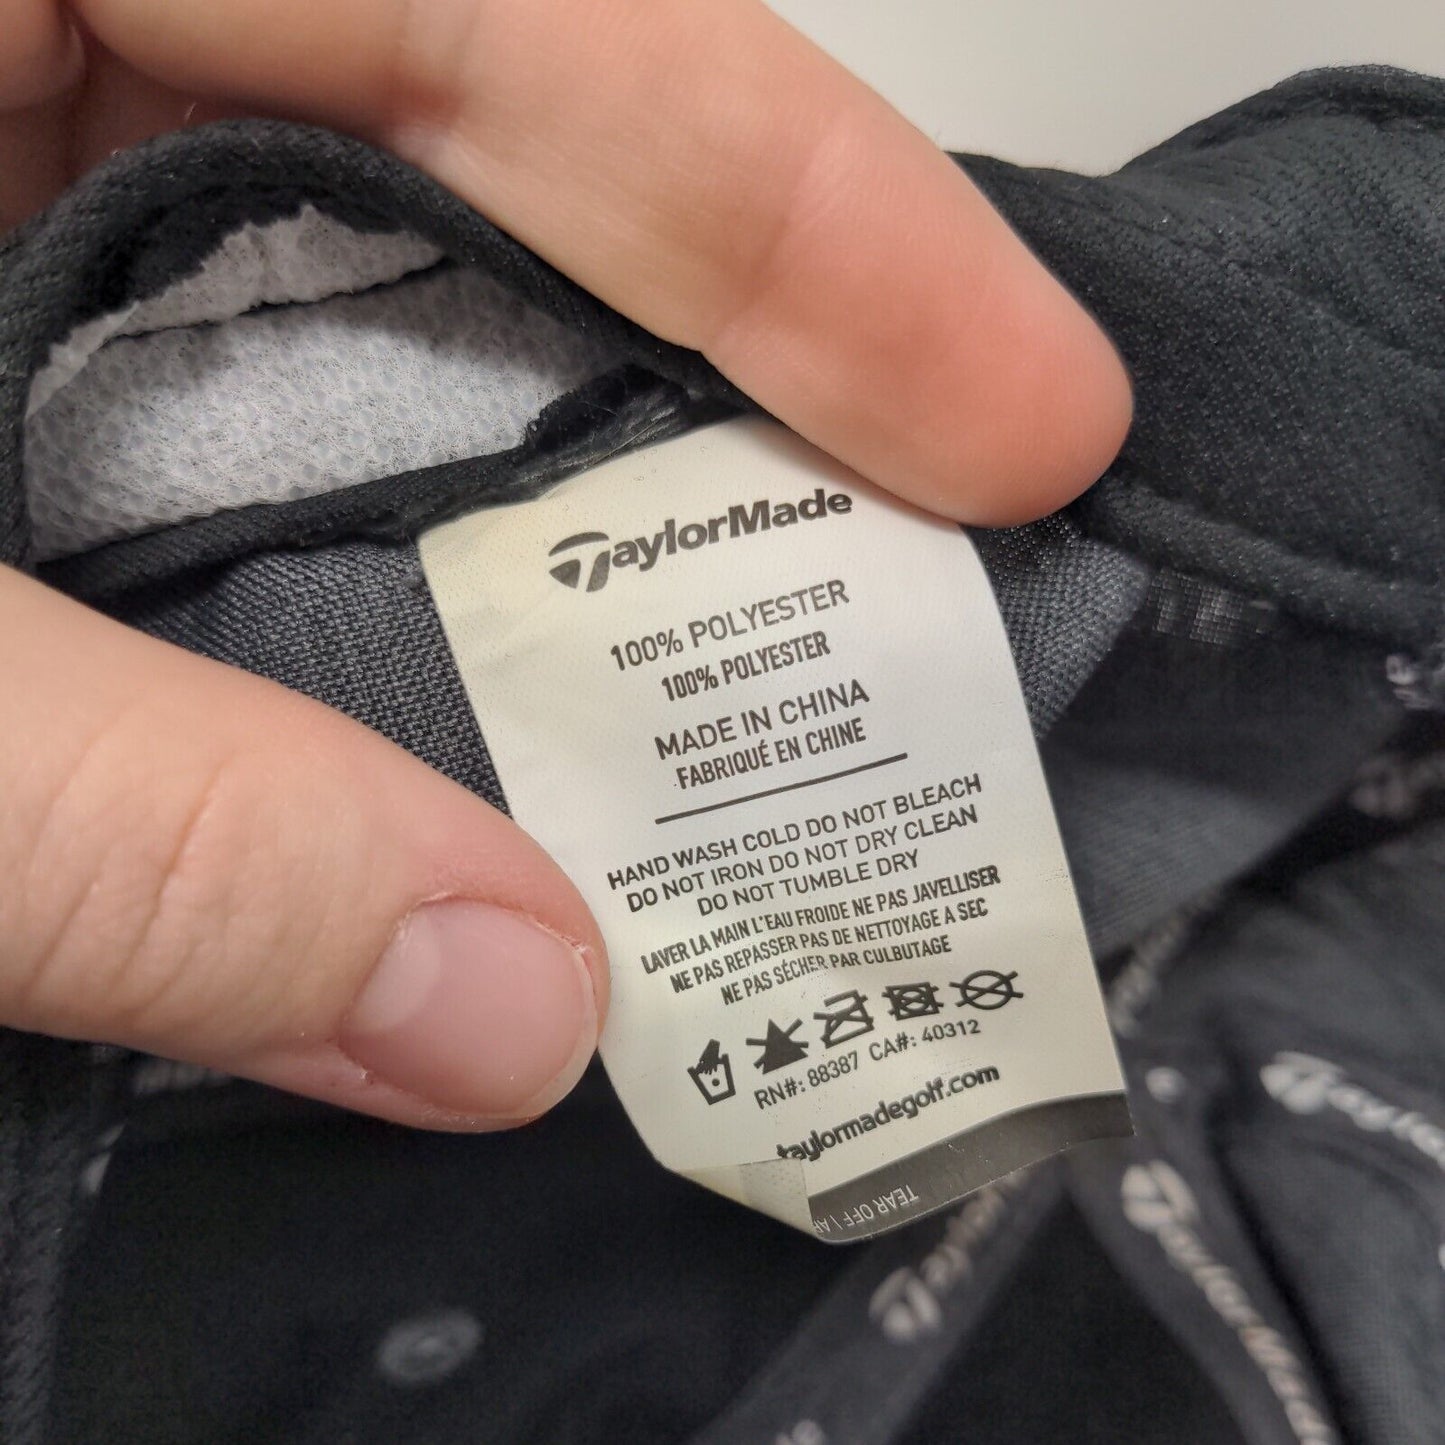 TaylorMade
100% POLYESTER
100% POLYESTER
MADE IN CHINA
FABRIQUÉ EN CHINE
HAND WASH COLD DO NOT BLEACH
DO NOT IRON DO NOT DRY CLEAN
DO NOT TUMBLE DRY
LAVER LA MAIN L'EAU FROIDE NE PAS JAVELLISER
NE PAS REPASSER PAS DE NETTOYAGE A SEC
NE PAS SÉCHER PAR CULBUTAGE
RN#: 88387 CA#: 40312
taylormadegolf.com
TEAR OFF /
TaylorMade
TaylorMade